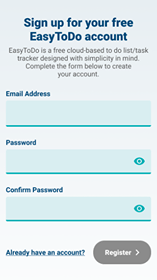 Sign up for your free
EasyToDo account
EasyToDo is a free cloud-based to do list/task
tracker designed with simplicity in mind.
Complete the form below to create
your account.
Email Address
Password
Confirm Password
Already have an account?
Register